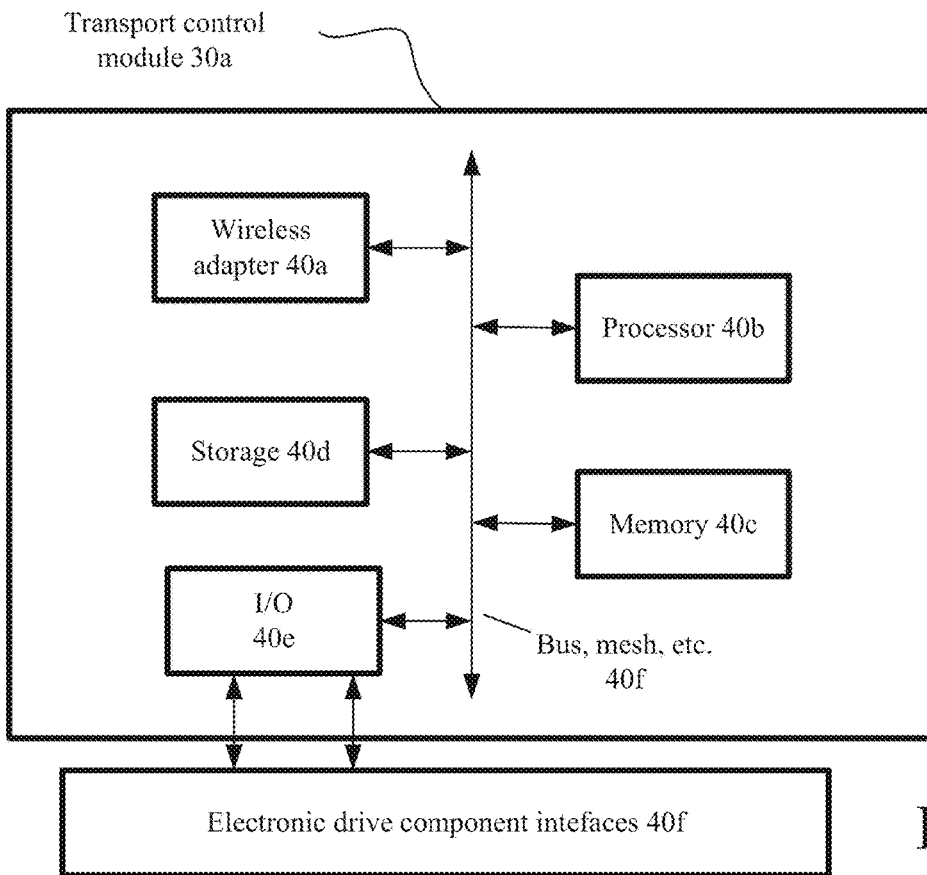 Transport control
module 30a
Wireless
adapter 40a
Processor 40b
Storage 40d
Memory 40c
I/O
40e
Bus, mesh, etc.
40f
Electronic drive component intefaces 40f